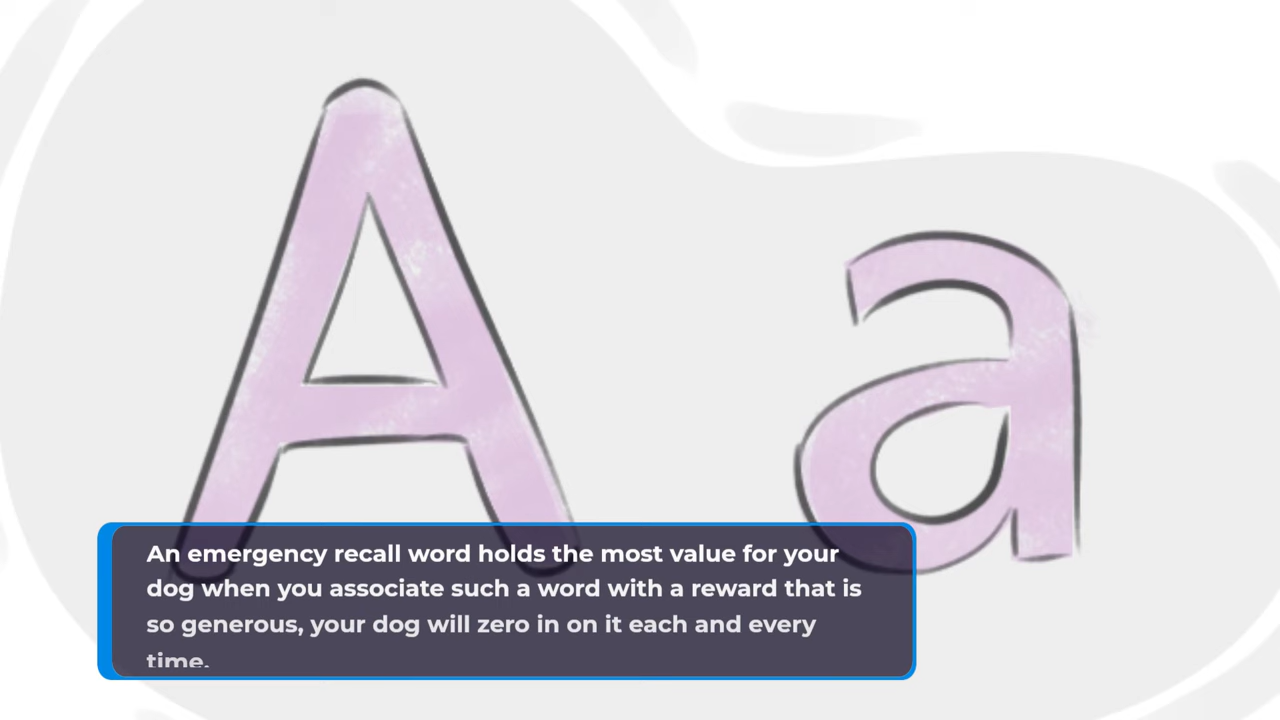 A a
An emergency recall word holds the most value for your
dog when you associate such a word with a reward that is
so generous, your dog will zero in on it each and every
time.